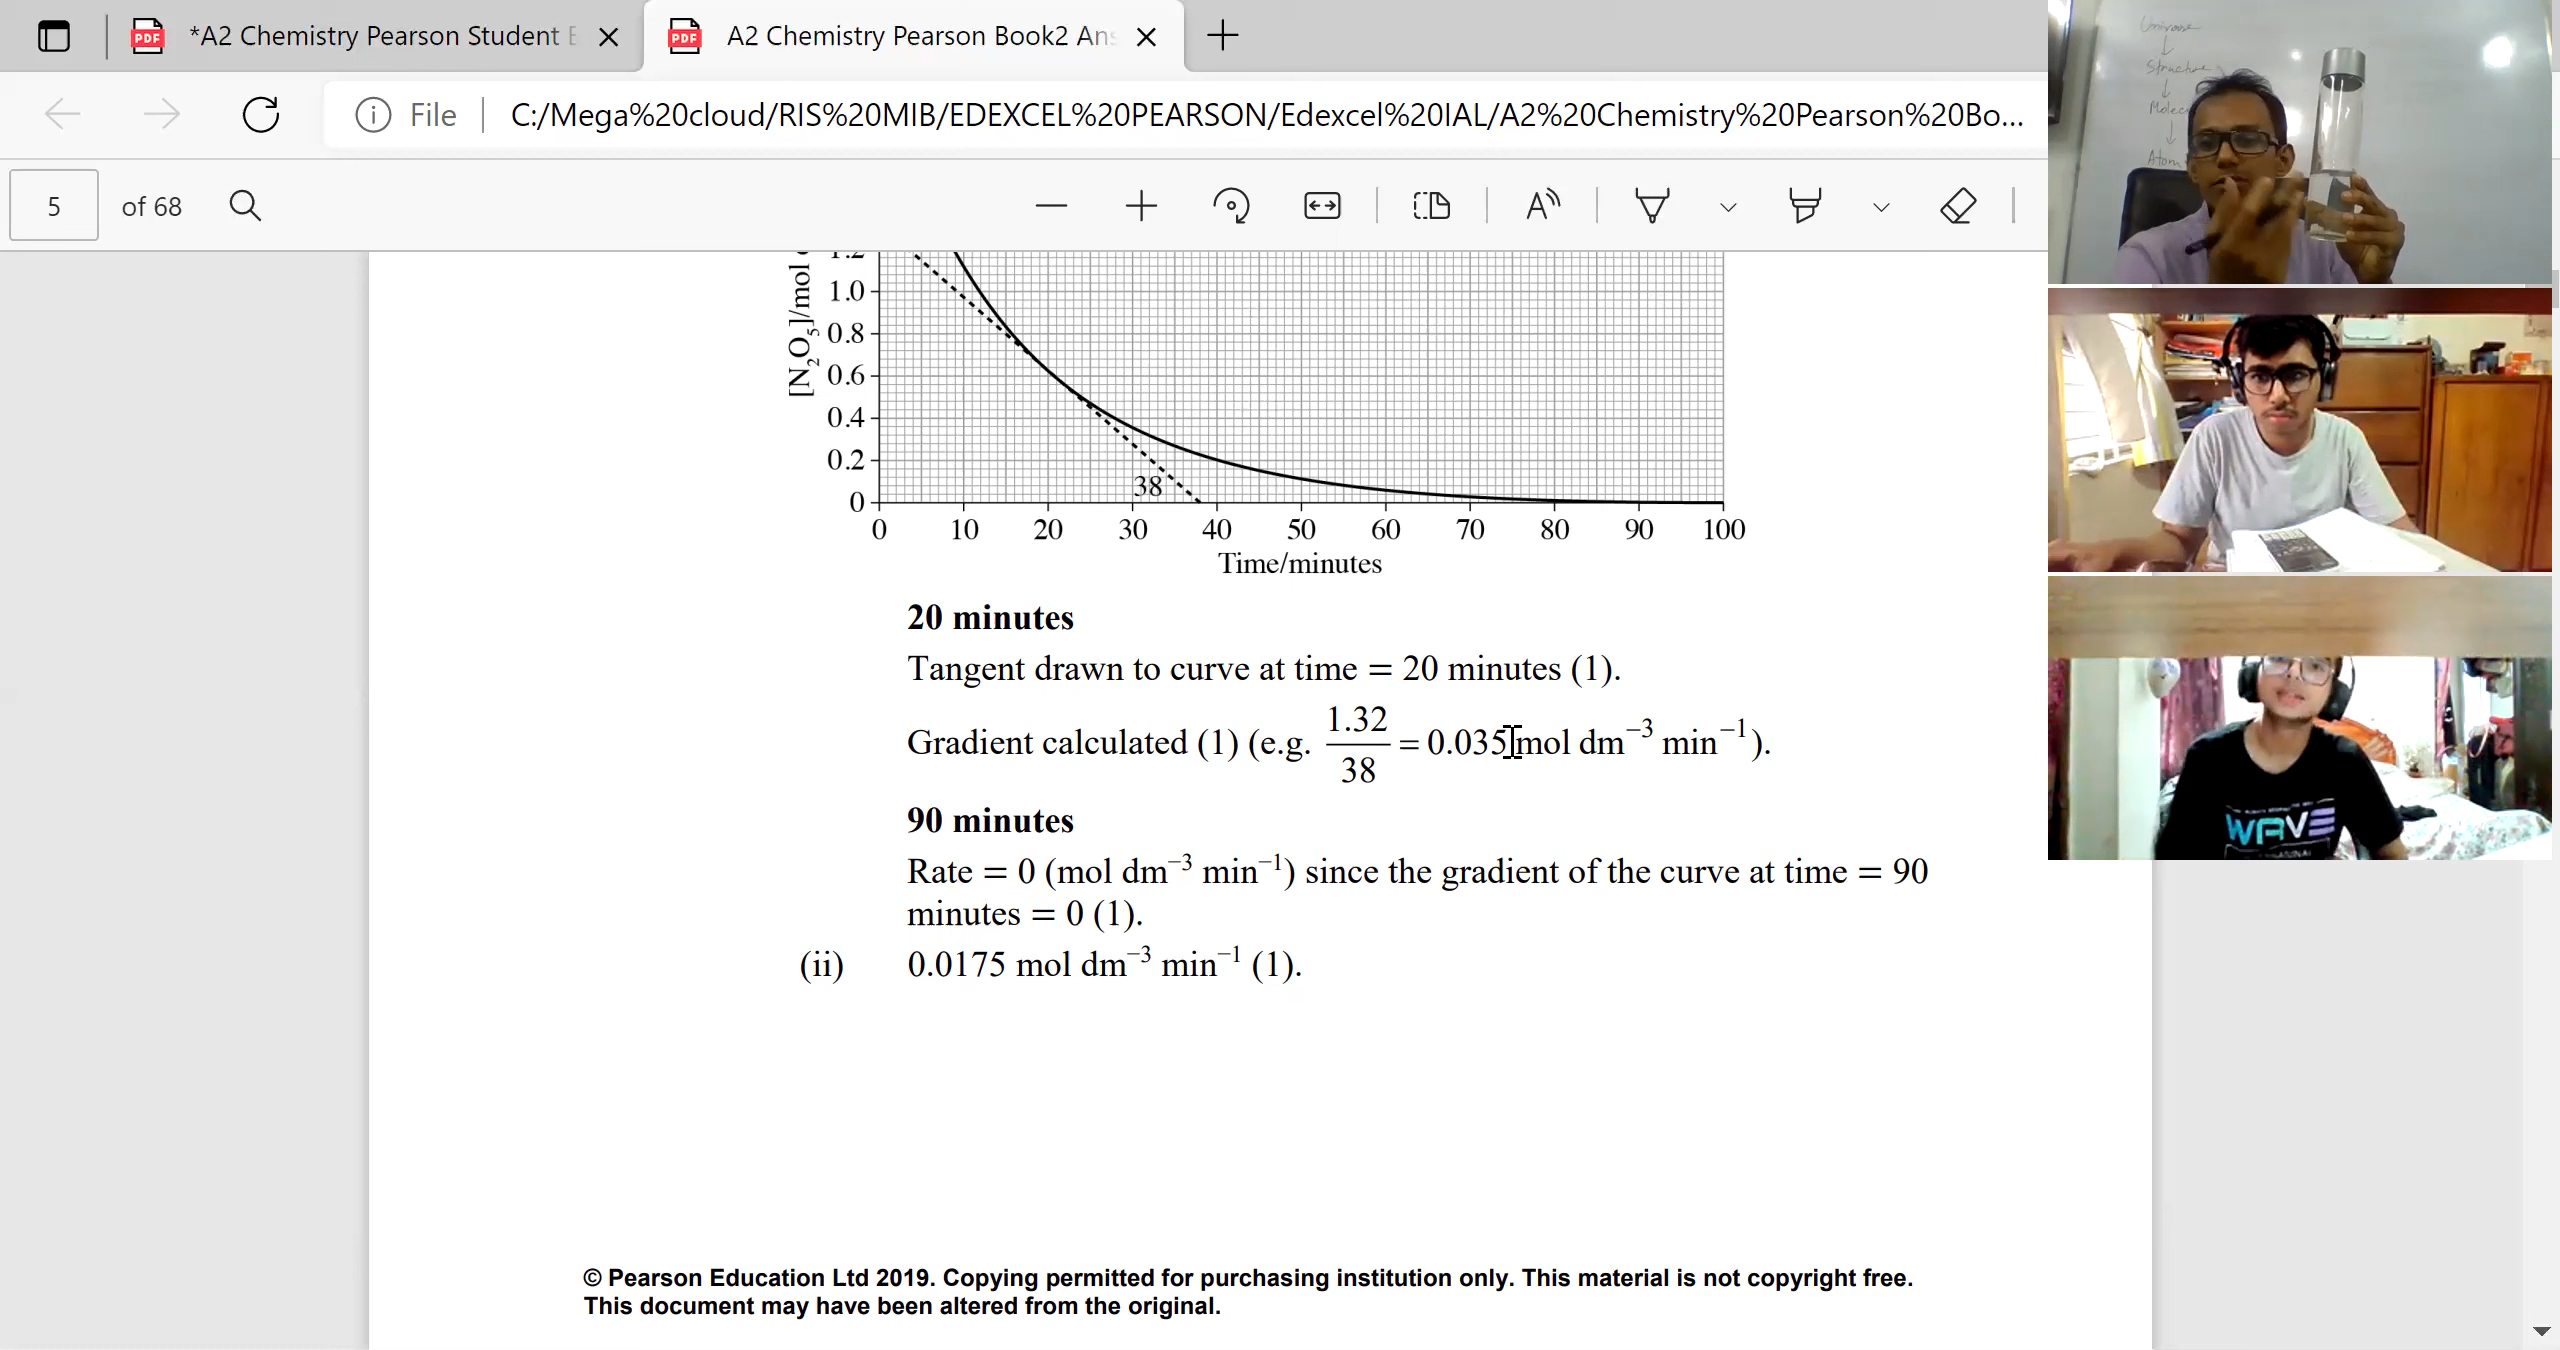 *A2 Chemistry Pearson Student E
A2 Chemistry Pearson Book2 Ans
File
C:/Mega%20cloud/RIS%20MIB/EDEXCEL%20PEARSON/Edexcel%20IAL/A2%20Chemistry%20Pearson%20Bo...
5 of 68
Universe
Structure
Molec
Atom
1.2
1.0
0.8
0.6
0.4
0.2
0
[N₂O₅]/mol
38
0 10 20 30 40 50 60 70 80 90 100
Time/minutes
20 minutes
Tangent drawn to curve at time = 20 minutes (1).
Gradient calculated (1) (e.g. 1.32/38 = 0.035 mol dm⁻³ min⁻¹).
90 minutes
Rate = 0 (mol dm⁻³ min⁻¹) since the gradient of the curve at time = 90
minutes = 0 (1).
(ii) 0.0175 mol dm⁻³ min⁻¹ (1).
© Pearson Education Ltd 2019. Copying permitted for purchasing institution only. This material is not copyright free.
This document may have been altered from the original.
WAVE